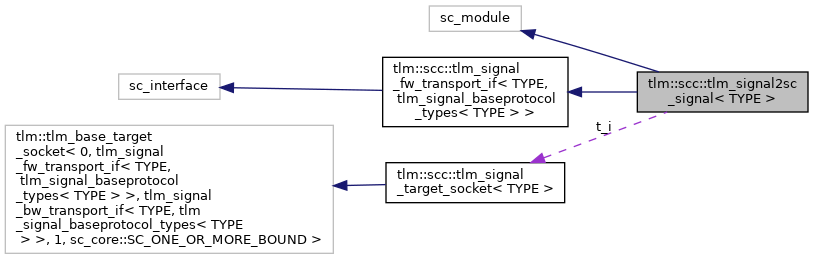 sc_module
tlm::scc::tlm_signal
_fw_transport_if< TYPE,
tlm_signal_baseprotocol
_types< TYPE > >
sc_interface
tlm::scc::tlm_signal2sc
_signal< TYPE >
t_i
tlm::tlm_base_target
_socket< 0, tlm_signal
_fw_transport_if< TYPE,
tlm_signal_baseprotocol
_types< TYPE > >, tlm_signal
_bw_transport_if< TYPE, tlm
_signal_baseprotocol_types< TYPE
> >, 1, sc_core::SC_ONE_OR_MORE_BOUND >
tlm::scc::tlm_signal
_target_socket< TYPE >